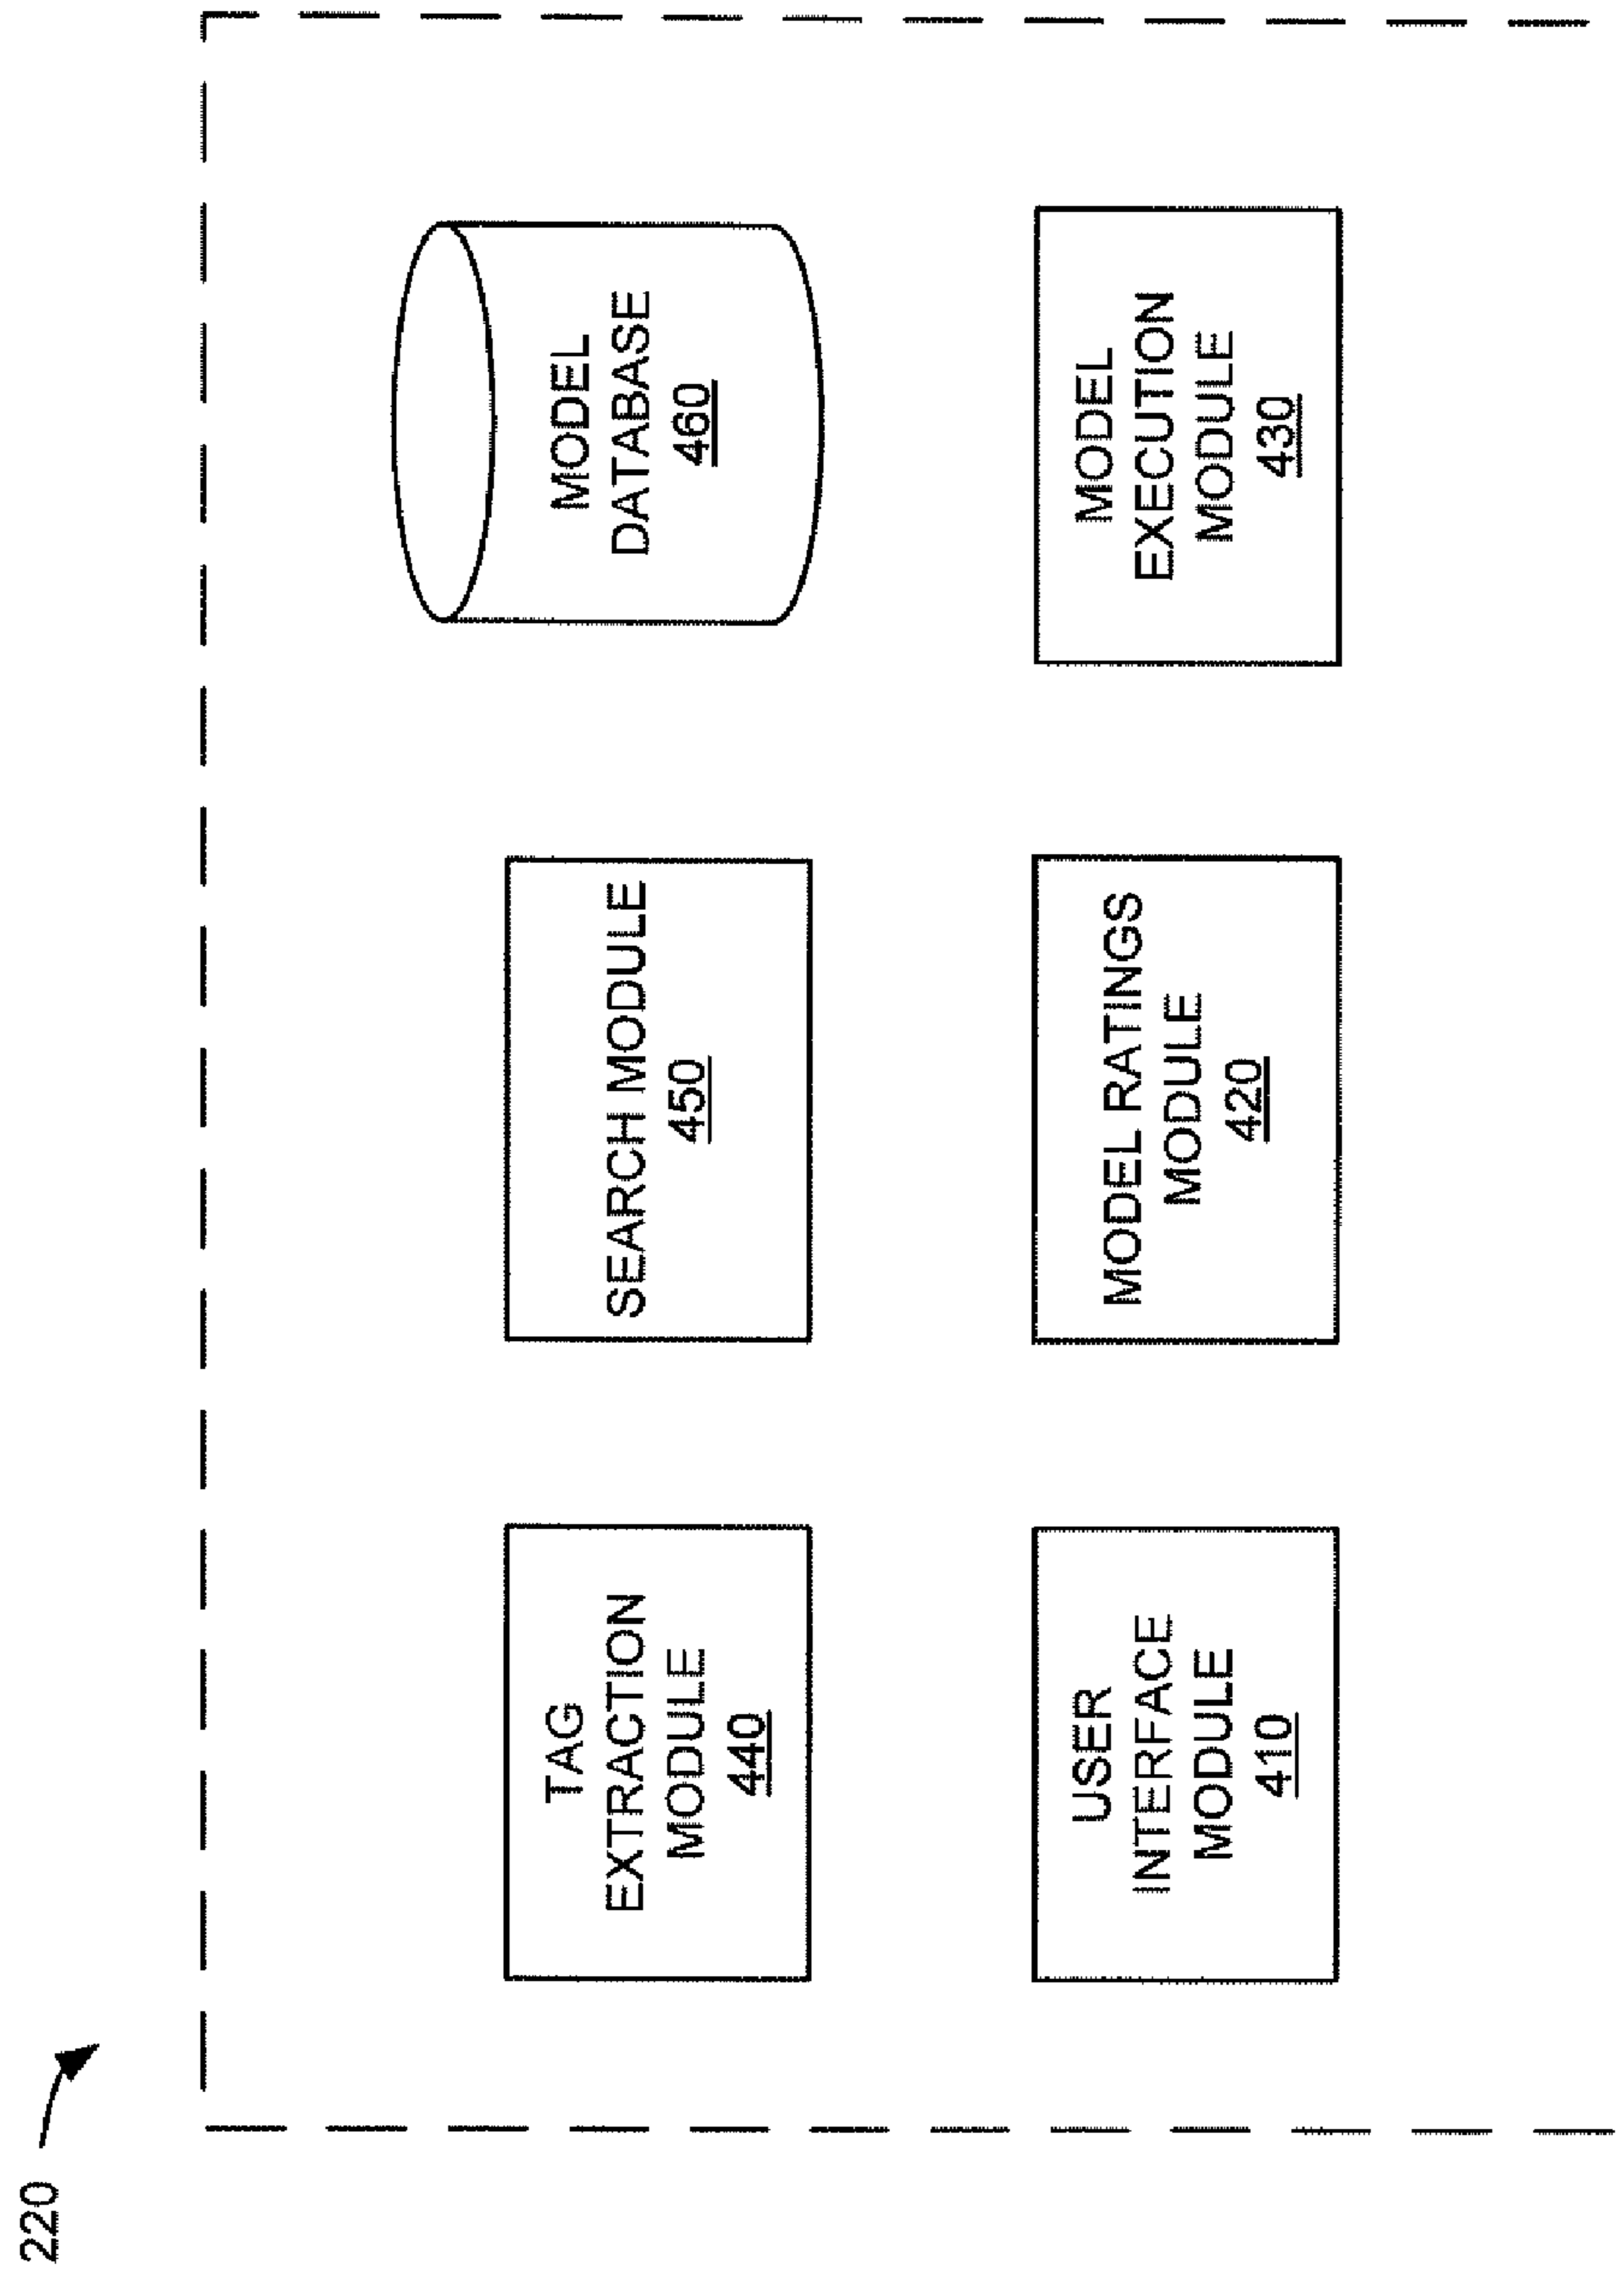 220
TAG
EXTRACTION
MODULE
440
SEARCH MODULE
450
MODEL
DATABASE
460
USER
INTERFACE
MODULE
410
MODEL RATINGS
MODULE
420
MODEL
EXECUTION
MODULE
430